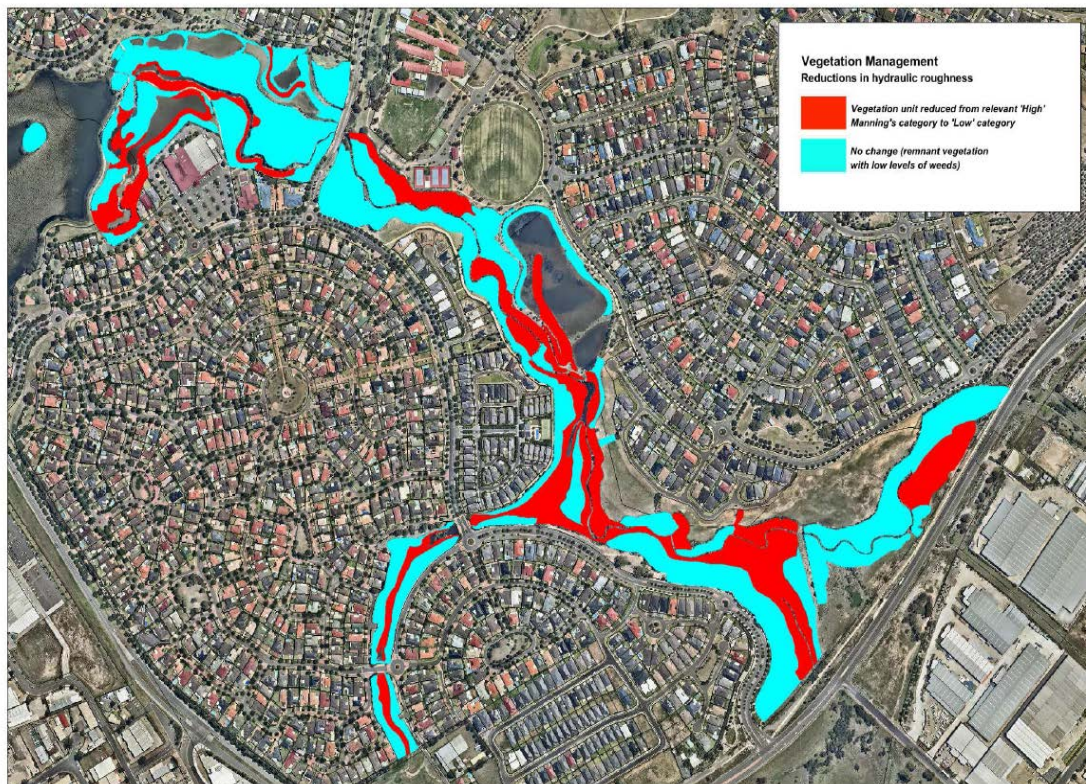 Vegetation Management
Reductions in hydraulic roughness
Vegetation unit reduced from relevant 'High'
Manning's category to 'Low' category
No change (remnant vegetation
with low levels of weeds)